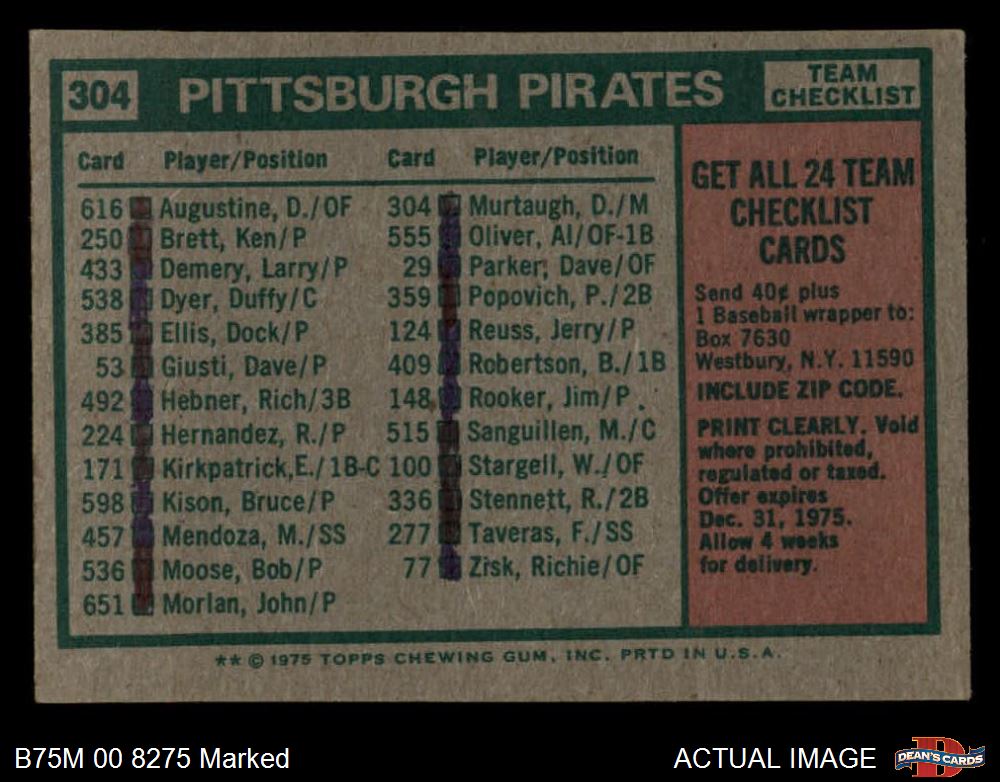 304 PITTSBURGH PIRATES TEAM CHECKLIST
Card Player/Position Card Player/Position
616 Augustine, D./OF
250 Brett, Ken/P
433 Demery, Larry/P
538 Dyer, Duffy/C
385 Ellis, Dock/P
53 Giusti, Dave/P
492 Hebner, Rich/3B
224 Hernandez, R./P
171 Kirkpatrick,E./1B-C
598 Kison, Bruce/P
457 Mendoza, M./SS
536 Moose, Bob/P
651 Morlan, John/P
304 Murtaugh, D./M
555 Oliver, Al/OF-1B
29 Parker, Dave/OF
359 Popovich, P./2B
124 Reuss, Jerry/P
409 Robertson, B./1B
148 Rooker, Jim/P
515 Sanguillen, M./C
100 Stargell, W./OF
336 Stennett, R./2B
277 Taveras, F./SS
77 Zisk, Richie/OF
GET ALL 24 TEAM
CHECKLIST
CARDS
Send 40¢ plus
1 Baseball wrapper to:
Box 7630
Westbury, N.Y. 11590
INCLUDE ZIP CODE.
PRINT CLEARLY. Void
where prohibited,
regulated or taxed.
Offer expires
Dec. 31, 1975.
Allow 4 weeks
for delivery.
** © 1975 TOPPS CHEWING GUM, INC. PRTD IN U.S.A.
B75M 00 8275 Marked
ACTUAL IMAGE
D
DEAN'S CARDS